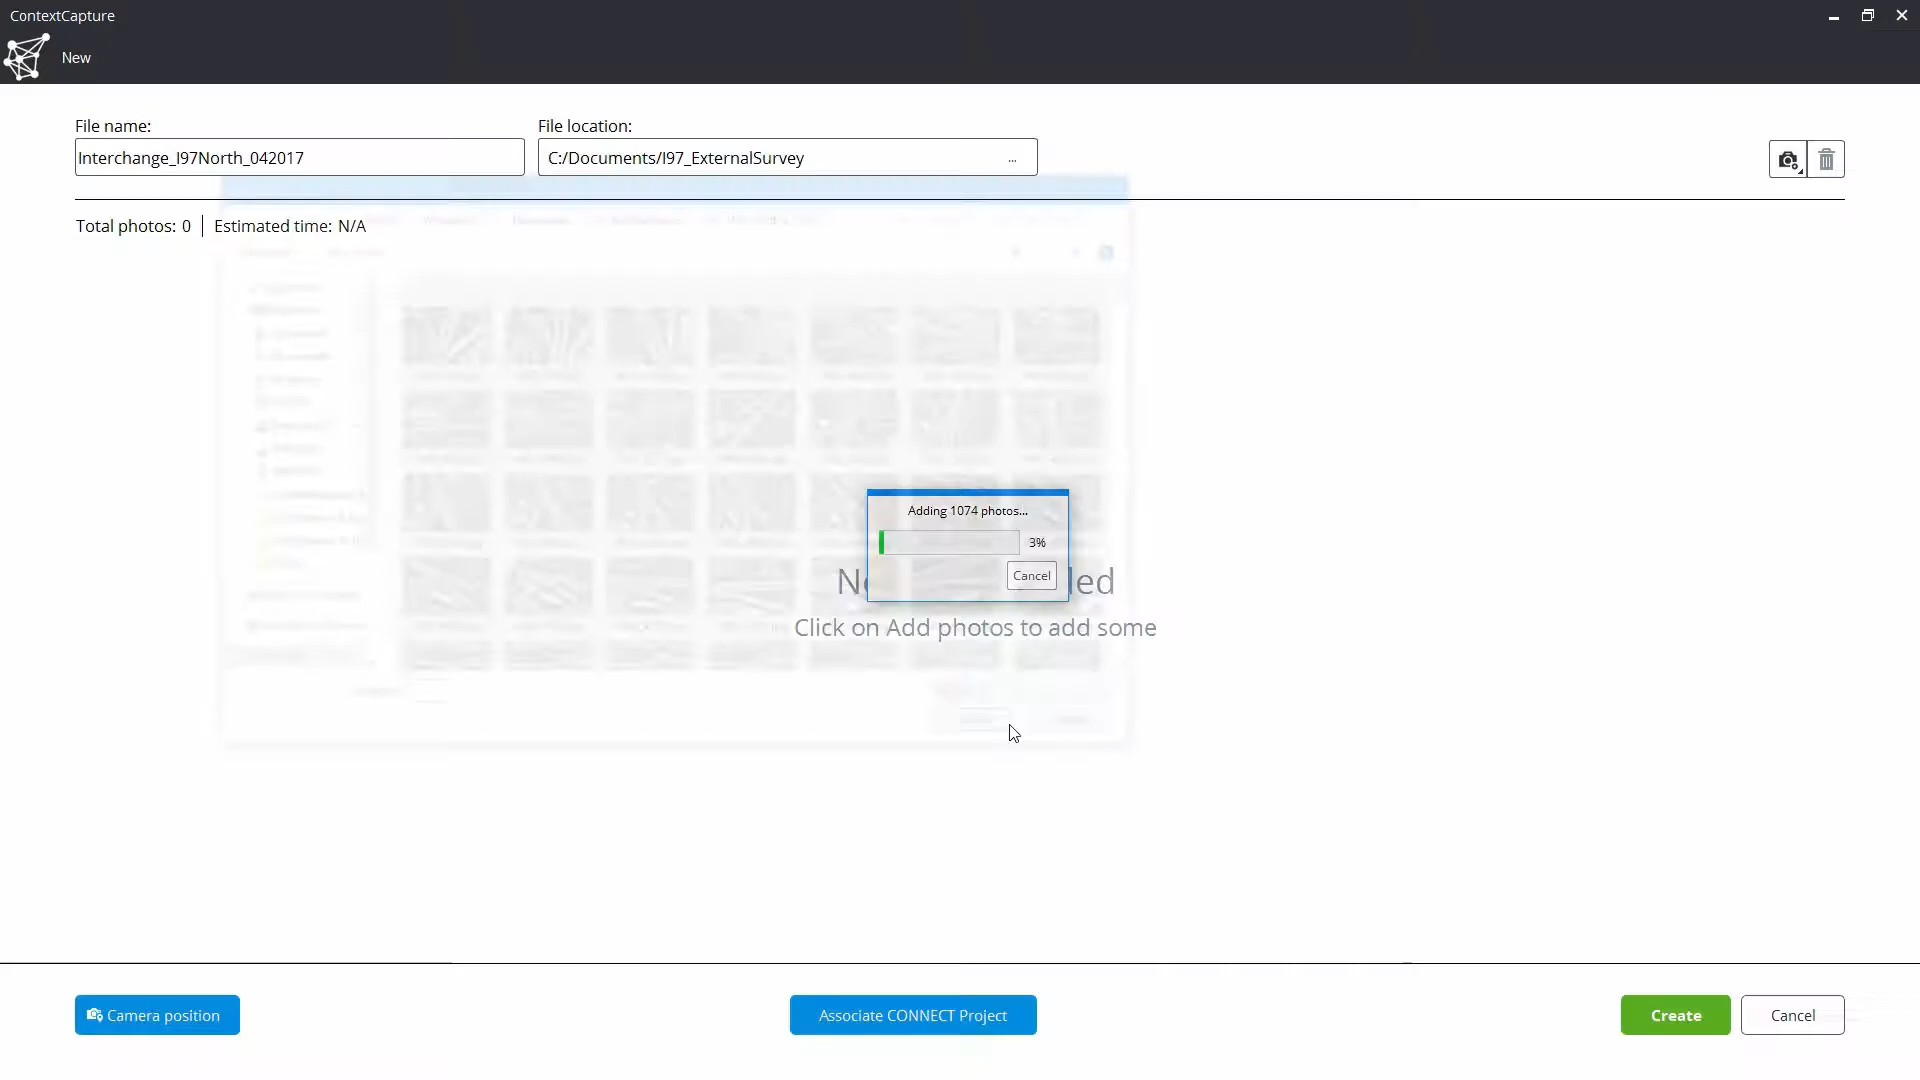 ContextCapture
New
File name:
File location:
Interchange_I97North_042017
C:/Documents/I97_ExternalSurvey
...
Total photos: 0 | Estimated time: N/A
Adding 1074 photos...
3%
Cancel
Click on Add photos to add some
Camera position
Associate CONNECT Project
Create
Cancel